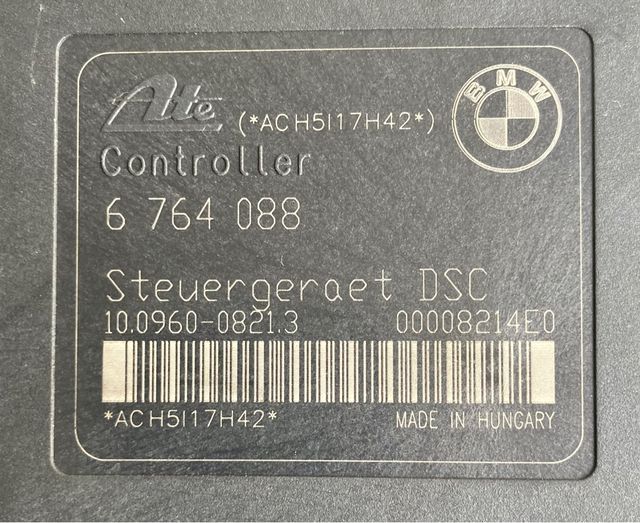 Ate (*ACH5I17H42*) BMW
Controller
6 764 088
Steuergeraet DSC
10.0960-0821.3 00008214E0
*ACH5I17H42* MADE IN HUNGARY